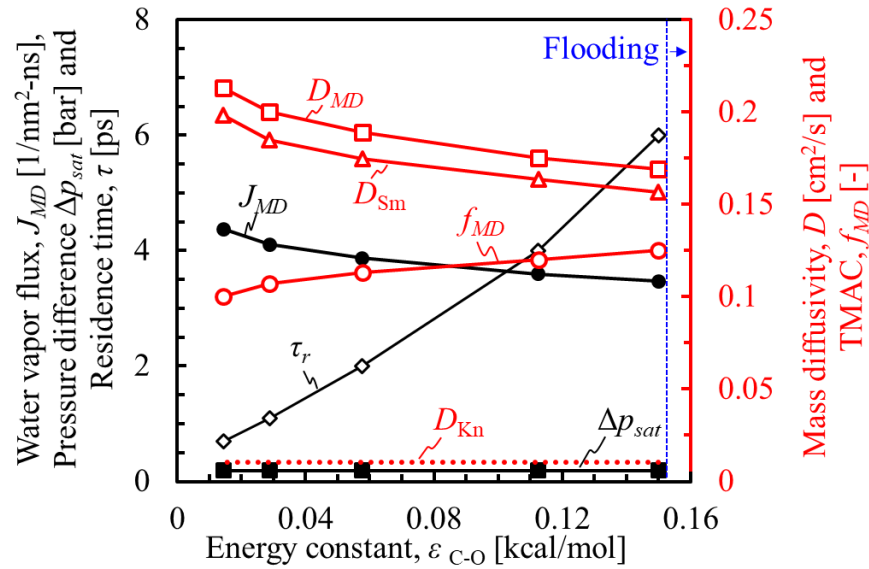 Water vapor flux, J_MD [1/nm²-ns],
Pressure difference Δp_sat [bar] and
Residence time, τ [ps]
8
6
4
2
0
Flooding
D_MD
D_Sm
J_MD
f_MD
τ_r
D_Kn
Δp_sat
0.25
0.2
0.15
0.1
0.05
0
Mass diffusivity, D [cm²/s] and
TMAC, f_MD [-]
0 0.04 0.08 0.12 0.16
Energy constant, ε C-O [kcal/mol]